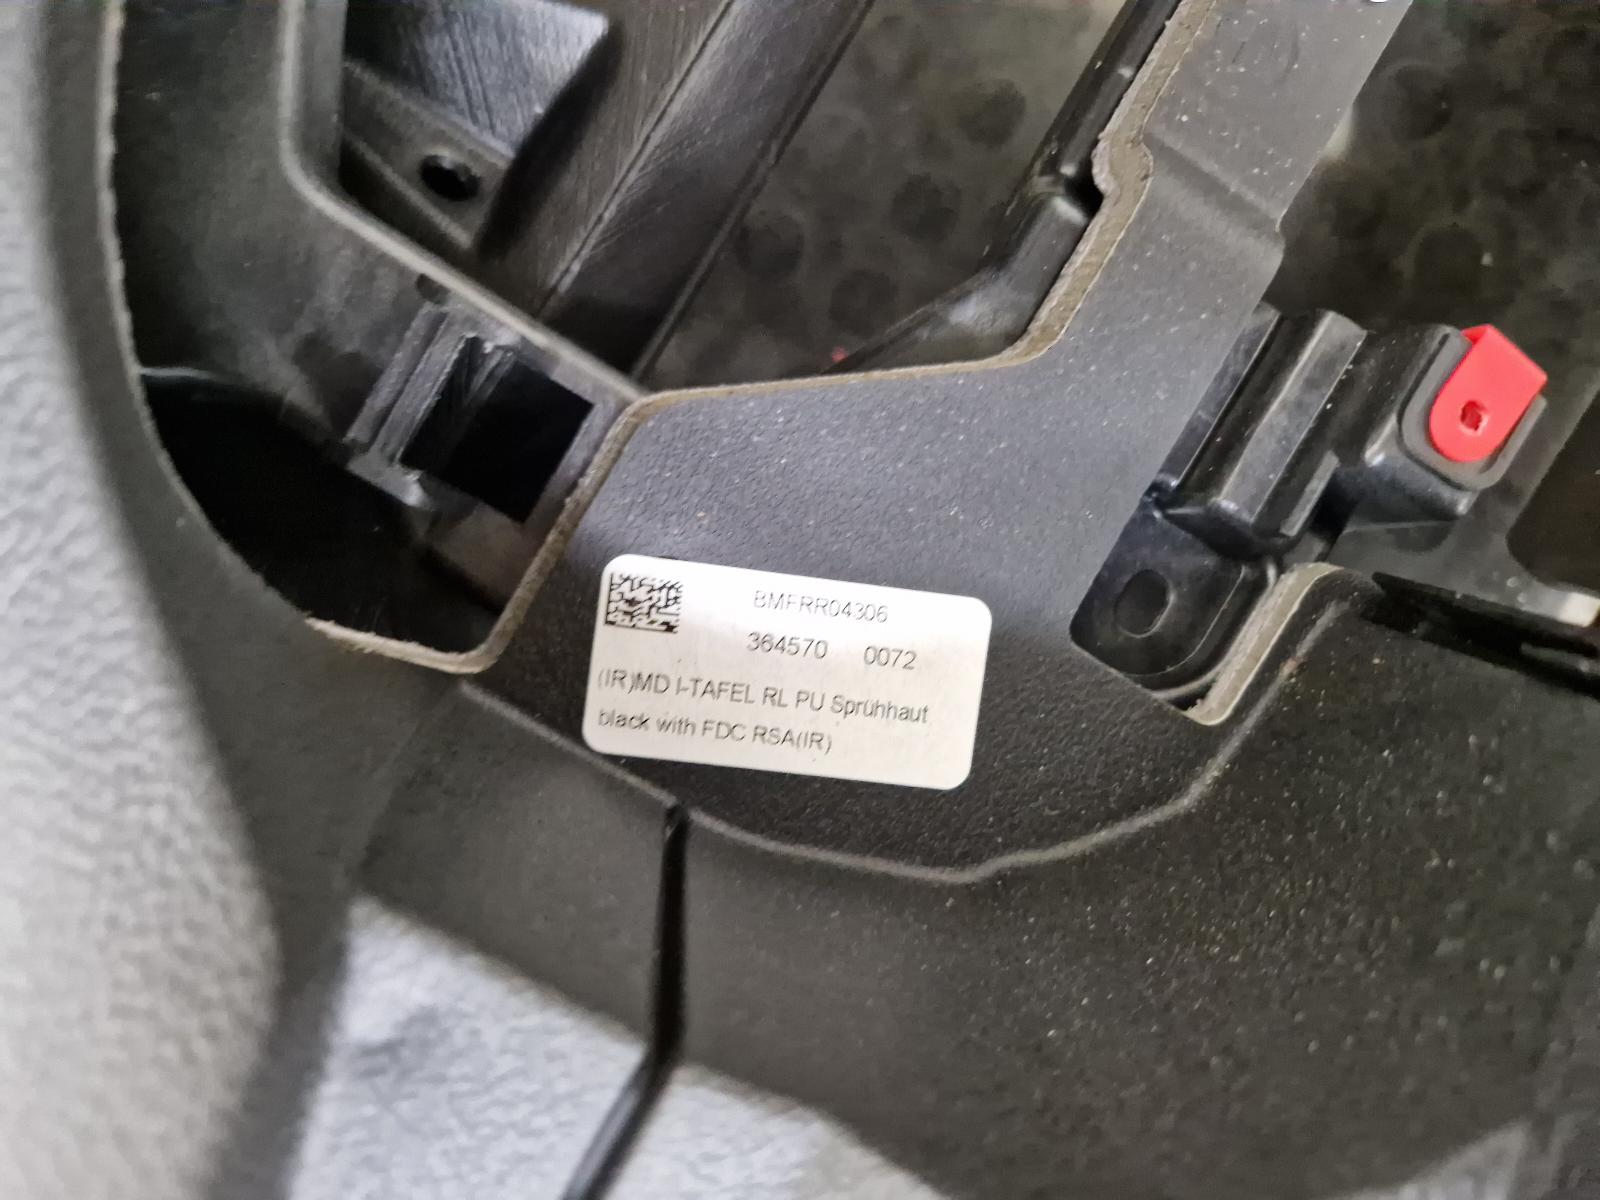 BMFRR04306
364570 0072
(IR)MD I-TAFEL RL PU Sprühhaut
black with FDC RSA(IR)